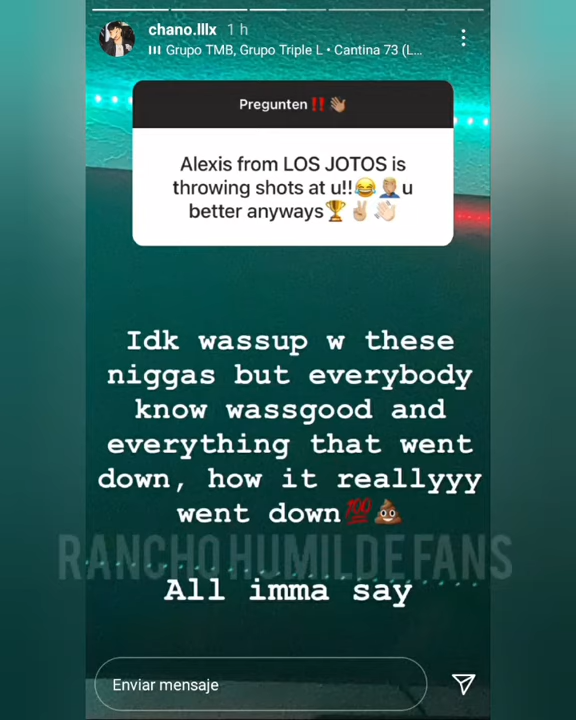 chano.lllx 1 h
Grupo TMB, Grupo Triple L • Cantina 73 (L...
Pregunten‼️👋🏽
Alexis from LOS JOTOS is
throwing shots at u!!😂🤦🏼‍♂️u
better anyways🏆✌🏼👏🏻
Idk wassup w these
niggas but everybody
know wassgood and
everything that went
down, how it reallyyy
went down💯💩
RANCHO HUMILDE FANS
All imma say
Enviar mensaje